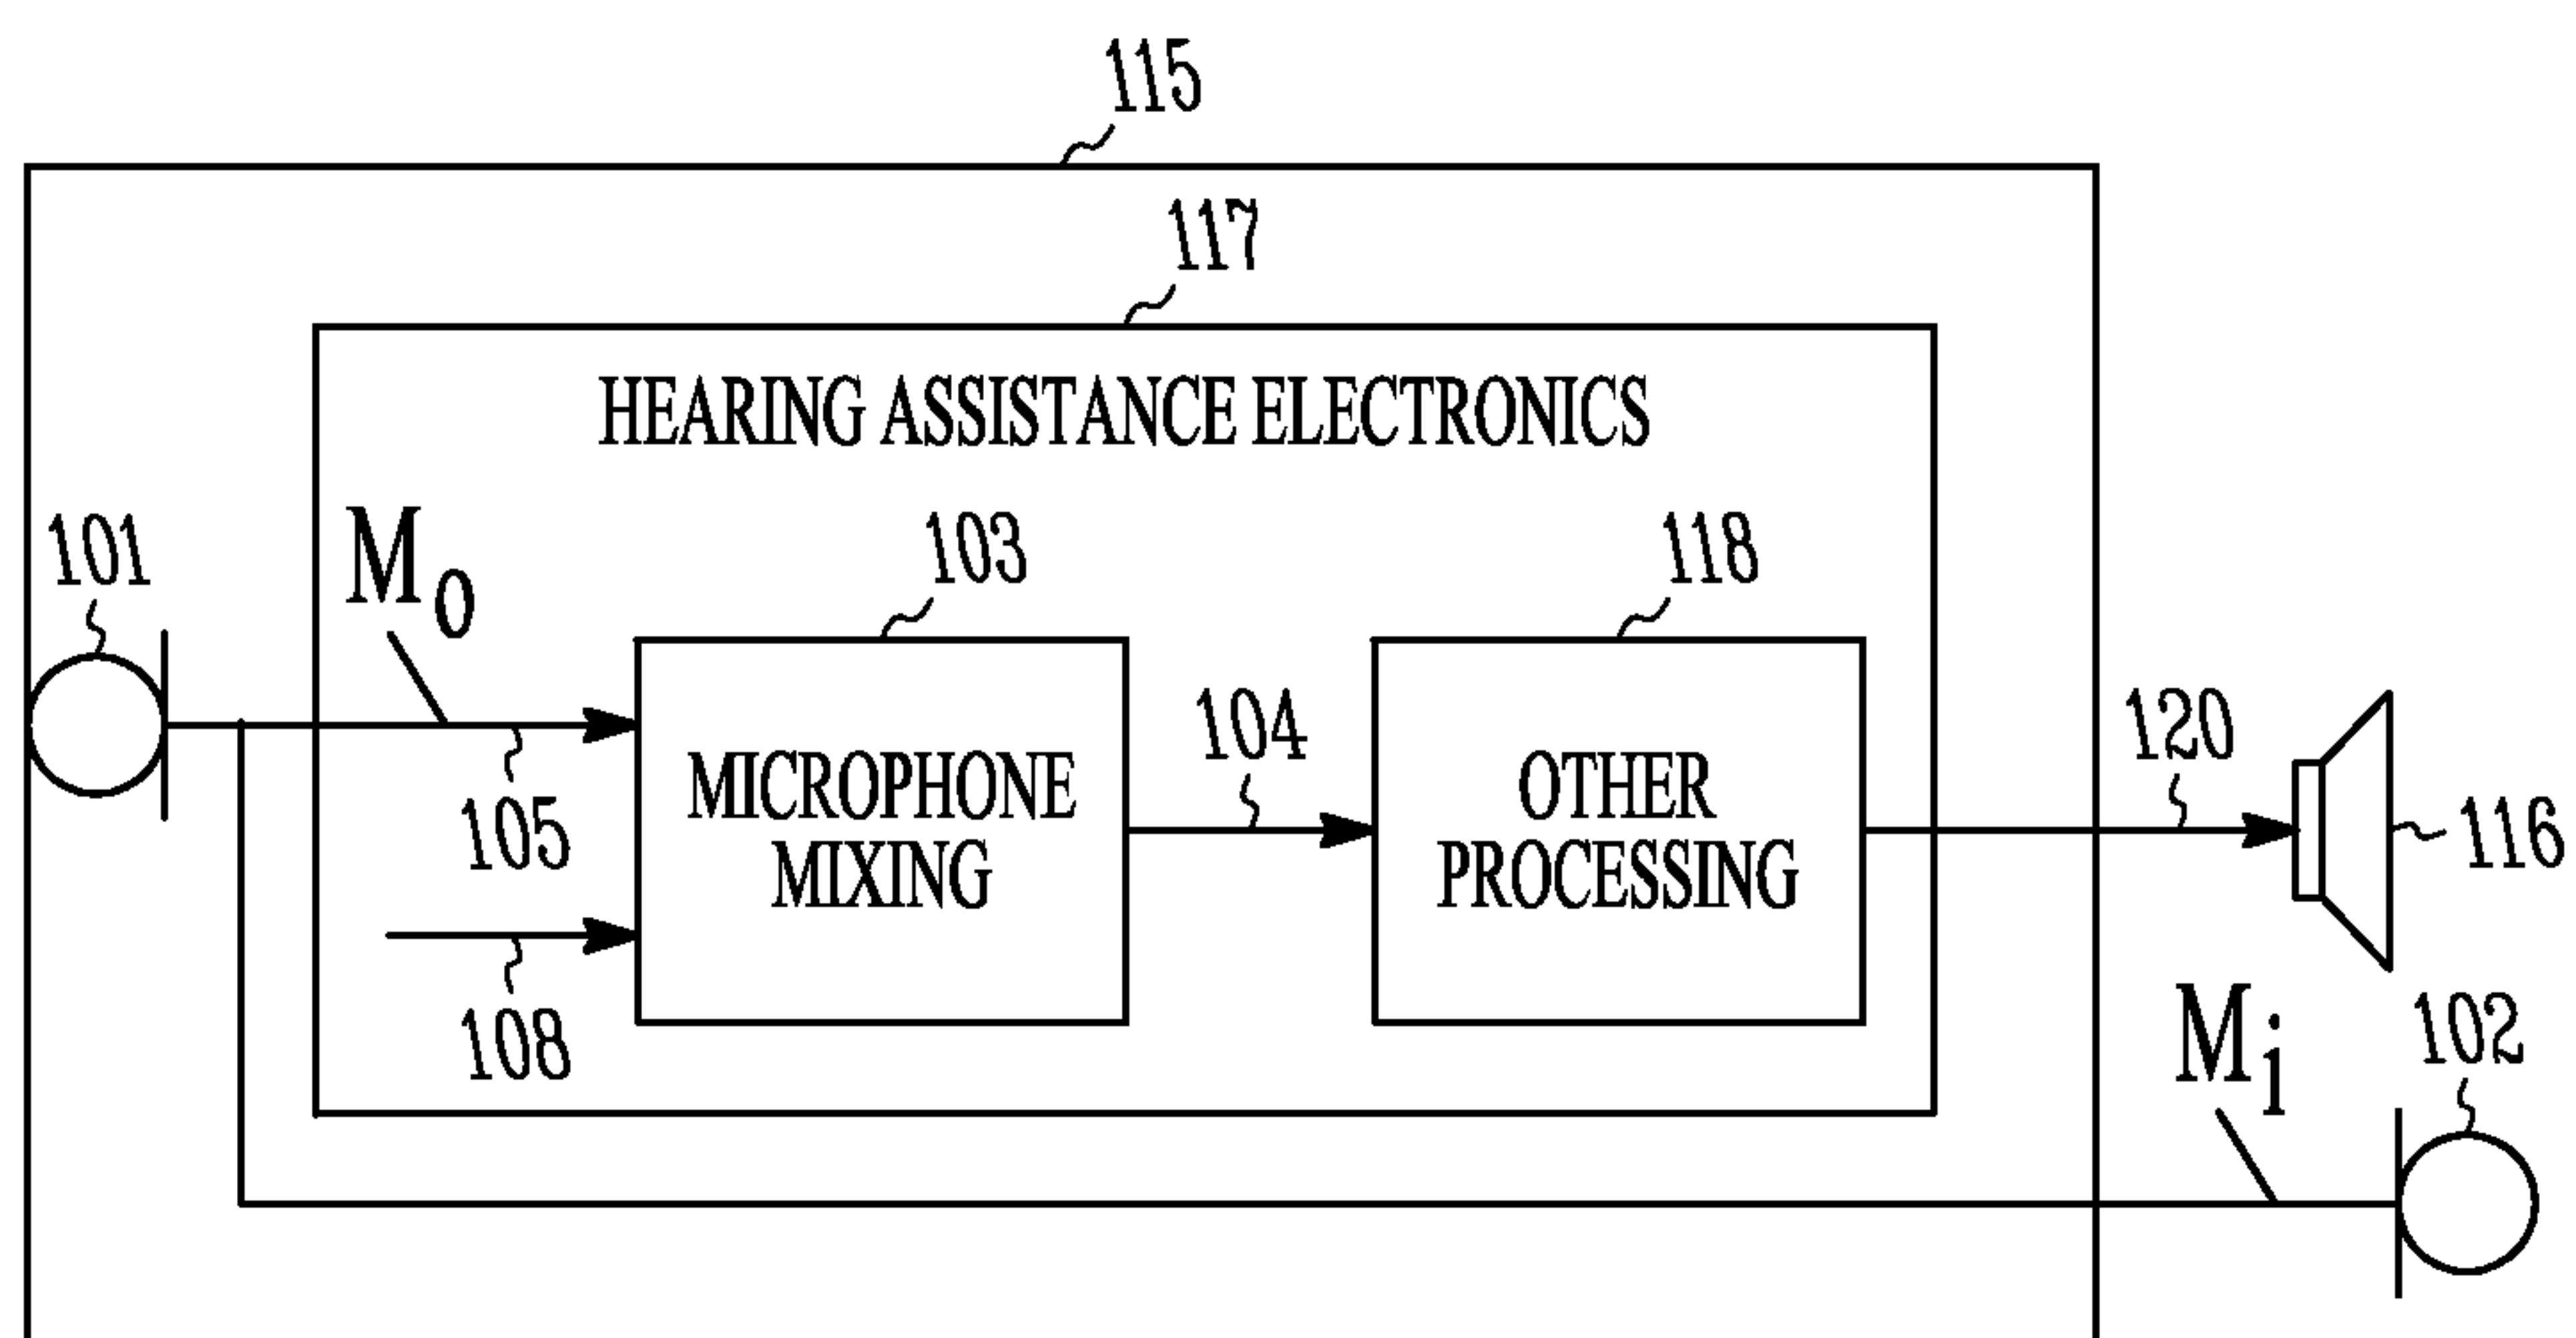 115
117
HEARING ASSISTANCE ELECTRONICS
101
Mo
103
118
105
MICROPHONE
MIXING
104
OTHER
PROCESSING
120
116
108
Mi
102